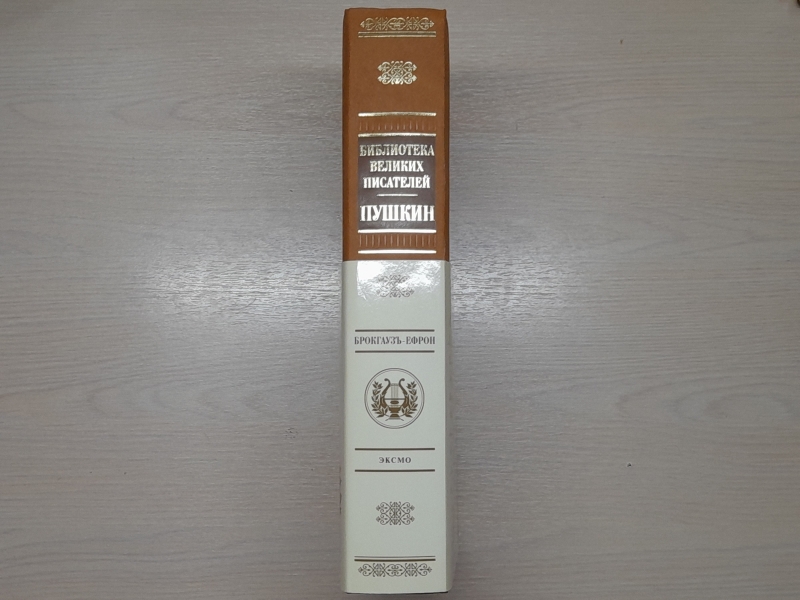 БИБЛИОТЕКА
ВЕЛИКИХ
ПИСАТЕЛЕЙ
ПУШКИН
БРОКГАУЗЪ-ЕФРОН
ЭКСМО